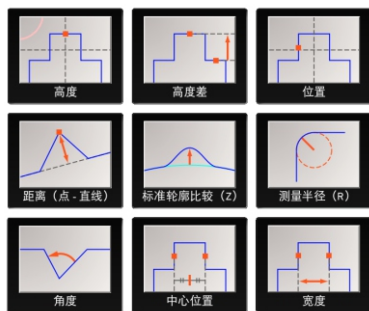 高度
高度差
位置
距离（点-直线）
标准轮廓比较（Z）
测量半径（R）
角度
中心位置
宽度